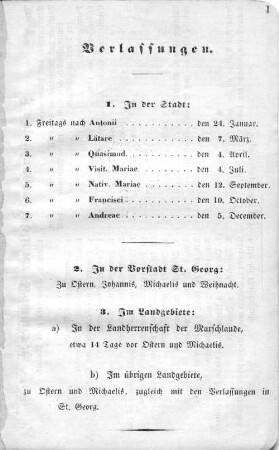 1
Verlassungen.
1. In der Stadt:
1. Freitags nach Antonii . . . . . . . . . . den 24. Januar.
2. „ „ Lätare . . . . . . . . . . den 7. März.
3. „ „ Quasimod. . . . . . . . . . den 4. April.
4. „ „ Visit. Mariae . . . . . . . . den 4. Juli.
5. „ „ Nativ. Mariae . . . . . . . . den 12. September.
6. „ „ Francisci . . . . . . . . . den 10. October.
7. „ „ Andreae . . . . . . . . . den 5. December.
2. In der Vorstadt St. Georg:
Zu Ostern, Johannis, Michaelis und Weihnacht.
3. Im Landgebiete:
a) In der Landherrenschaft der Marschlande,
etwa 14 Tage vor Ostern und Michaelis.
b) Im übrigen Landgebiete,
zu Ostern und Michaelis, zugleich mit den Verlassungen in
St. Georg.